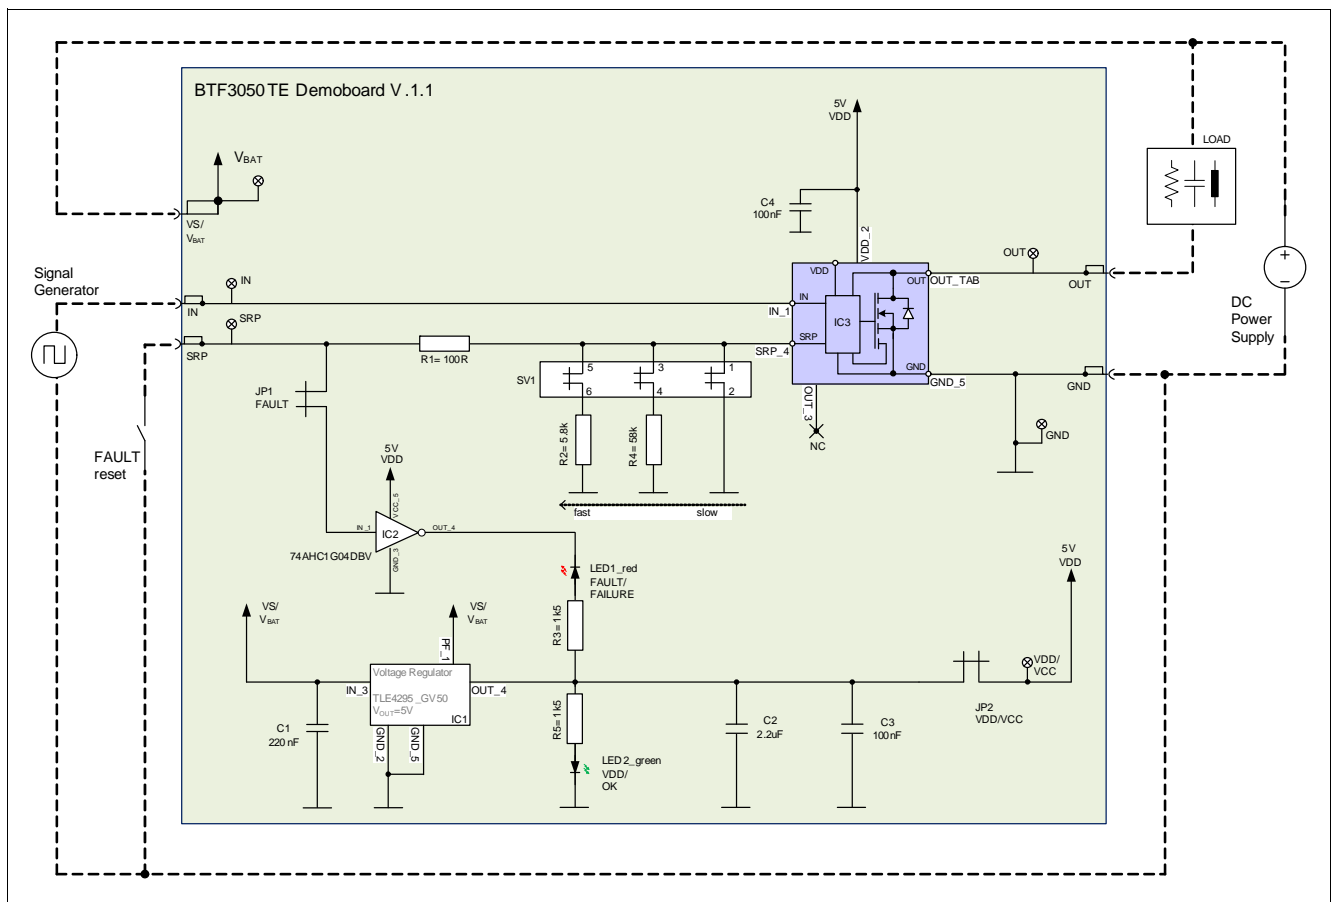 BTF3050TE Demoboard V.1.1
5V
VDD
LOAD
VBAT
C4
100nF
VS/
VBAT
VDD_2
Signal
Generator
IN
IN
SRP
SRP
IN_1
SRP_4
VDD
IN
SRP
IC3
OUT
GND
OUT_TAB
GND_5
OUT_3
NC
OUT
OUT
GND
GND
+
−
DC
Power
Supply
R1= 100R
SV1
5
6
3
4
1
2
JP1
FAULT
R2= 5.8k
R4= 58k
fast
slow
FAULT
reset
5V
VDD
VCC_5
IN_1
IC2
OUT_4
GND_3
74AHC1G04DBV
LED1_red
FAULT/
FAILURE
R3= 1k5
5V
VDD
VS/
VBAT
VS/
VBAT
PF_1
Voltage Regulator
TLE4295_GV50
VOUT=5V
IC1
IN_3
OUT_4
GND_2
GND_5
C1
220nF
R5=1k5
LED2_green
VDD/
OK
C2
2.2uF
C3
100nF
JP2
VDD/VCC
VDD/
VCC